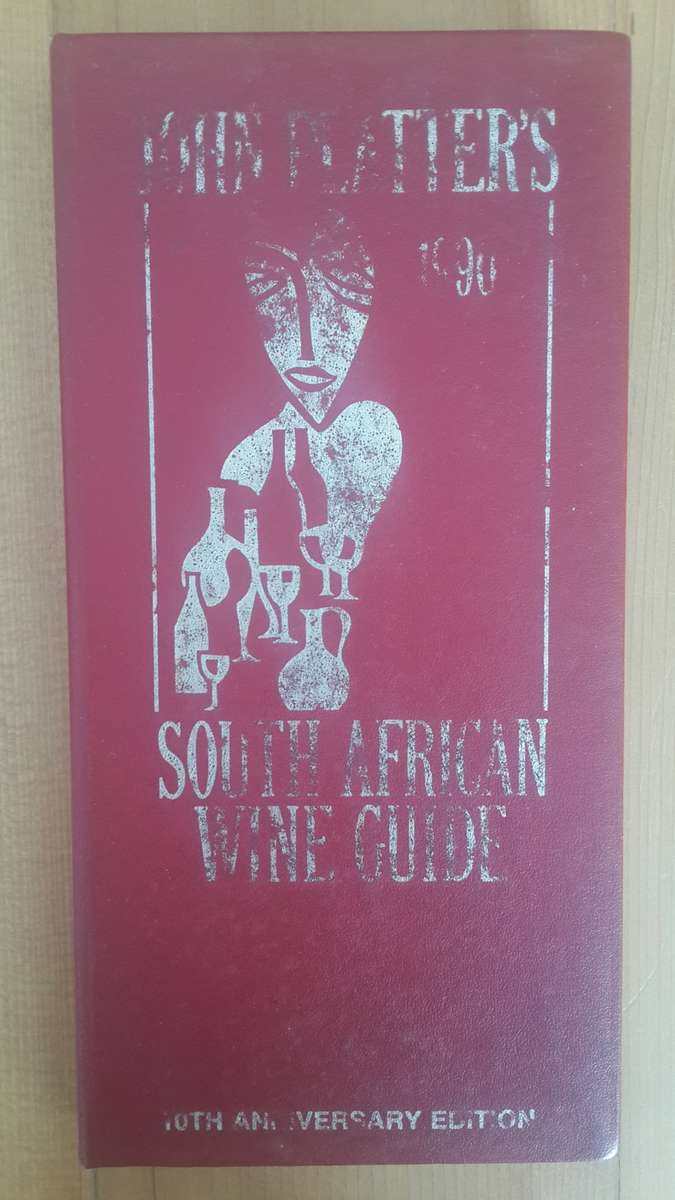 JOHN PLATTER'S
1990
SOUTH AFRICAN
WINE GUIDE
10TH ANNIVERSARY EDITION